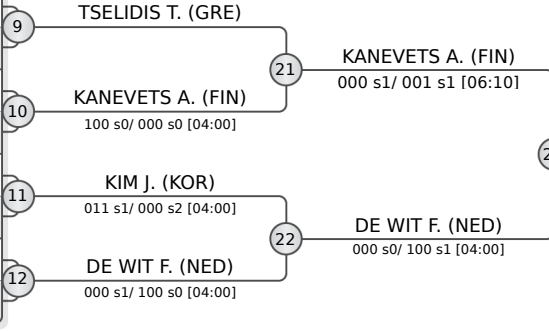 TSELIDIS T. (GRE)
9
21
KANEVETS A. (FIN)
000 s1/ 001 s1 [06:10]
KANEVETS A. (FIN)
10
100 s0/ 000 s0 [04:00]
KIM J. (KOR)
11
011 s1/ 000 s2 [04:00]
22
DE WIT F. (NED)
000 s0/ 100 s1 [04:00]
DE WIT F. (NED)
12
000 s1/ 100 s0 [04:00]